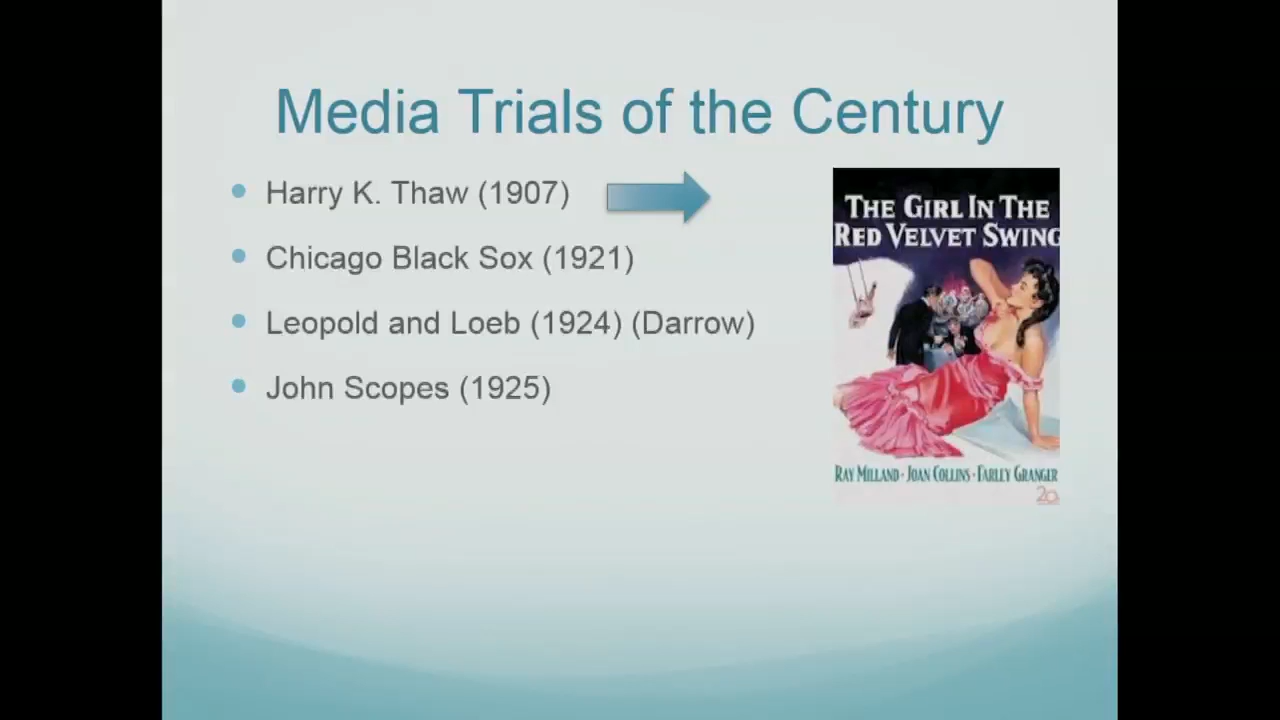 Media Trials of the Century
Harry K. Thaw (1907)
Chicago Black Sox (1921)
Leopold and Loeb (1924) (Darrow)
John Scopes (1925)
THE GIRL IN THE
RED VELVET SWING
RAY MILLAND · JOAN COLLINS · FARLEY GRANGER
20